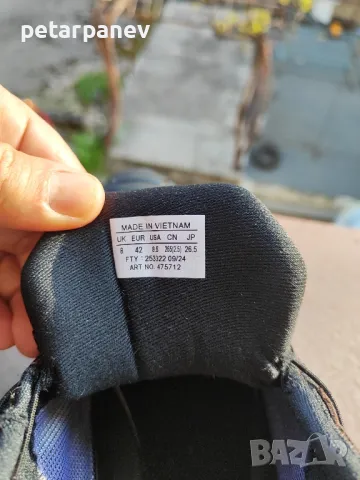 petarpanev
MADE IN VIETNAM
UK EUR USA CN JP
8 42 8.5 265(2.5) 26.5
FTY : 253322 09/24
ART NO: 475712
BAZAR